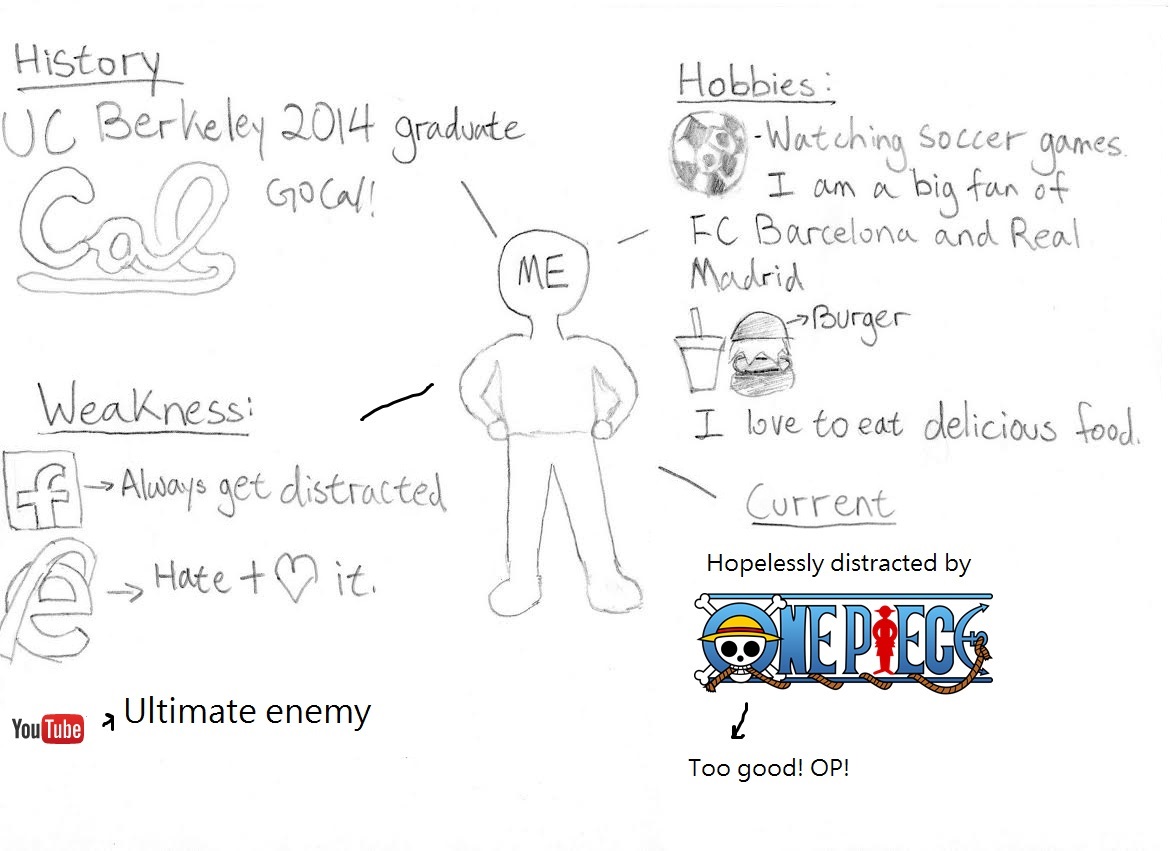 History
UC Berkeley 2014 graduate
Cal
GO Cal!
ME
Hobbies:
-Watching soccer games.
I am a big fan of
FC Barcelona and Real
Madrid
→Burger
I love to eat delicious food.
Weakness:
f → Always get distracted
e → Hate + ♡ it.
YouTube → Ultimate enemy
Current
Hopelessly distracted by
ONE PIECE
Too good! OP!